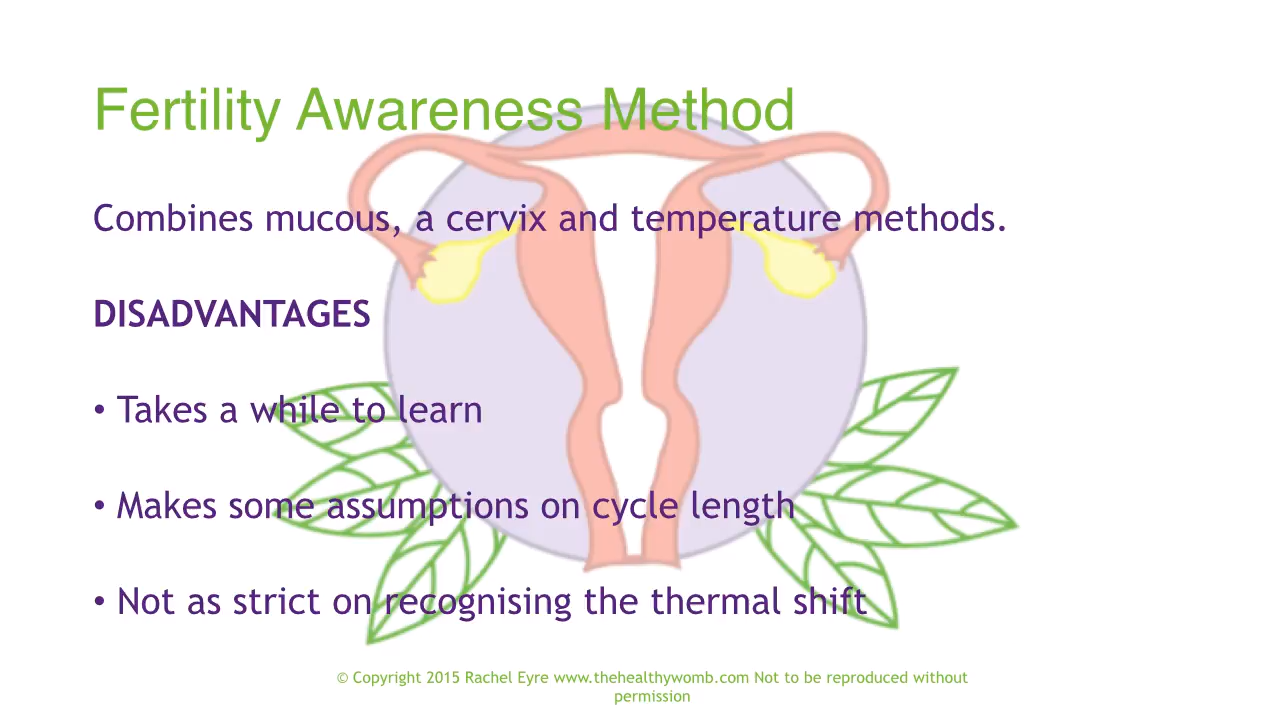 Fertility Awareness Method
Combines mucous, a cervix and temperature methods.
DISADVANTAGES
• Takes a while to learn
• Makes some assumptions on cycle length
• Not as strict on recognising the thermal shift
© Copyright 2015 Rachel Eyre www.thehealthywomb.com Not to be reproduced without
permission